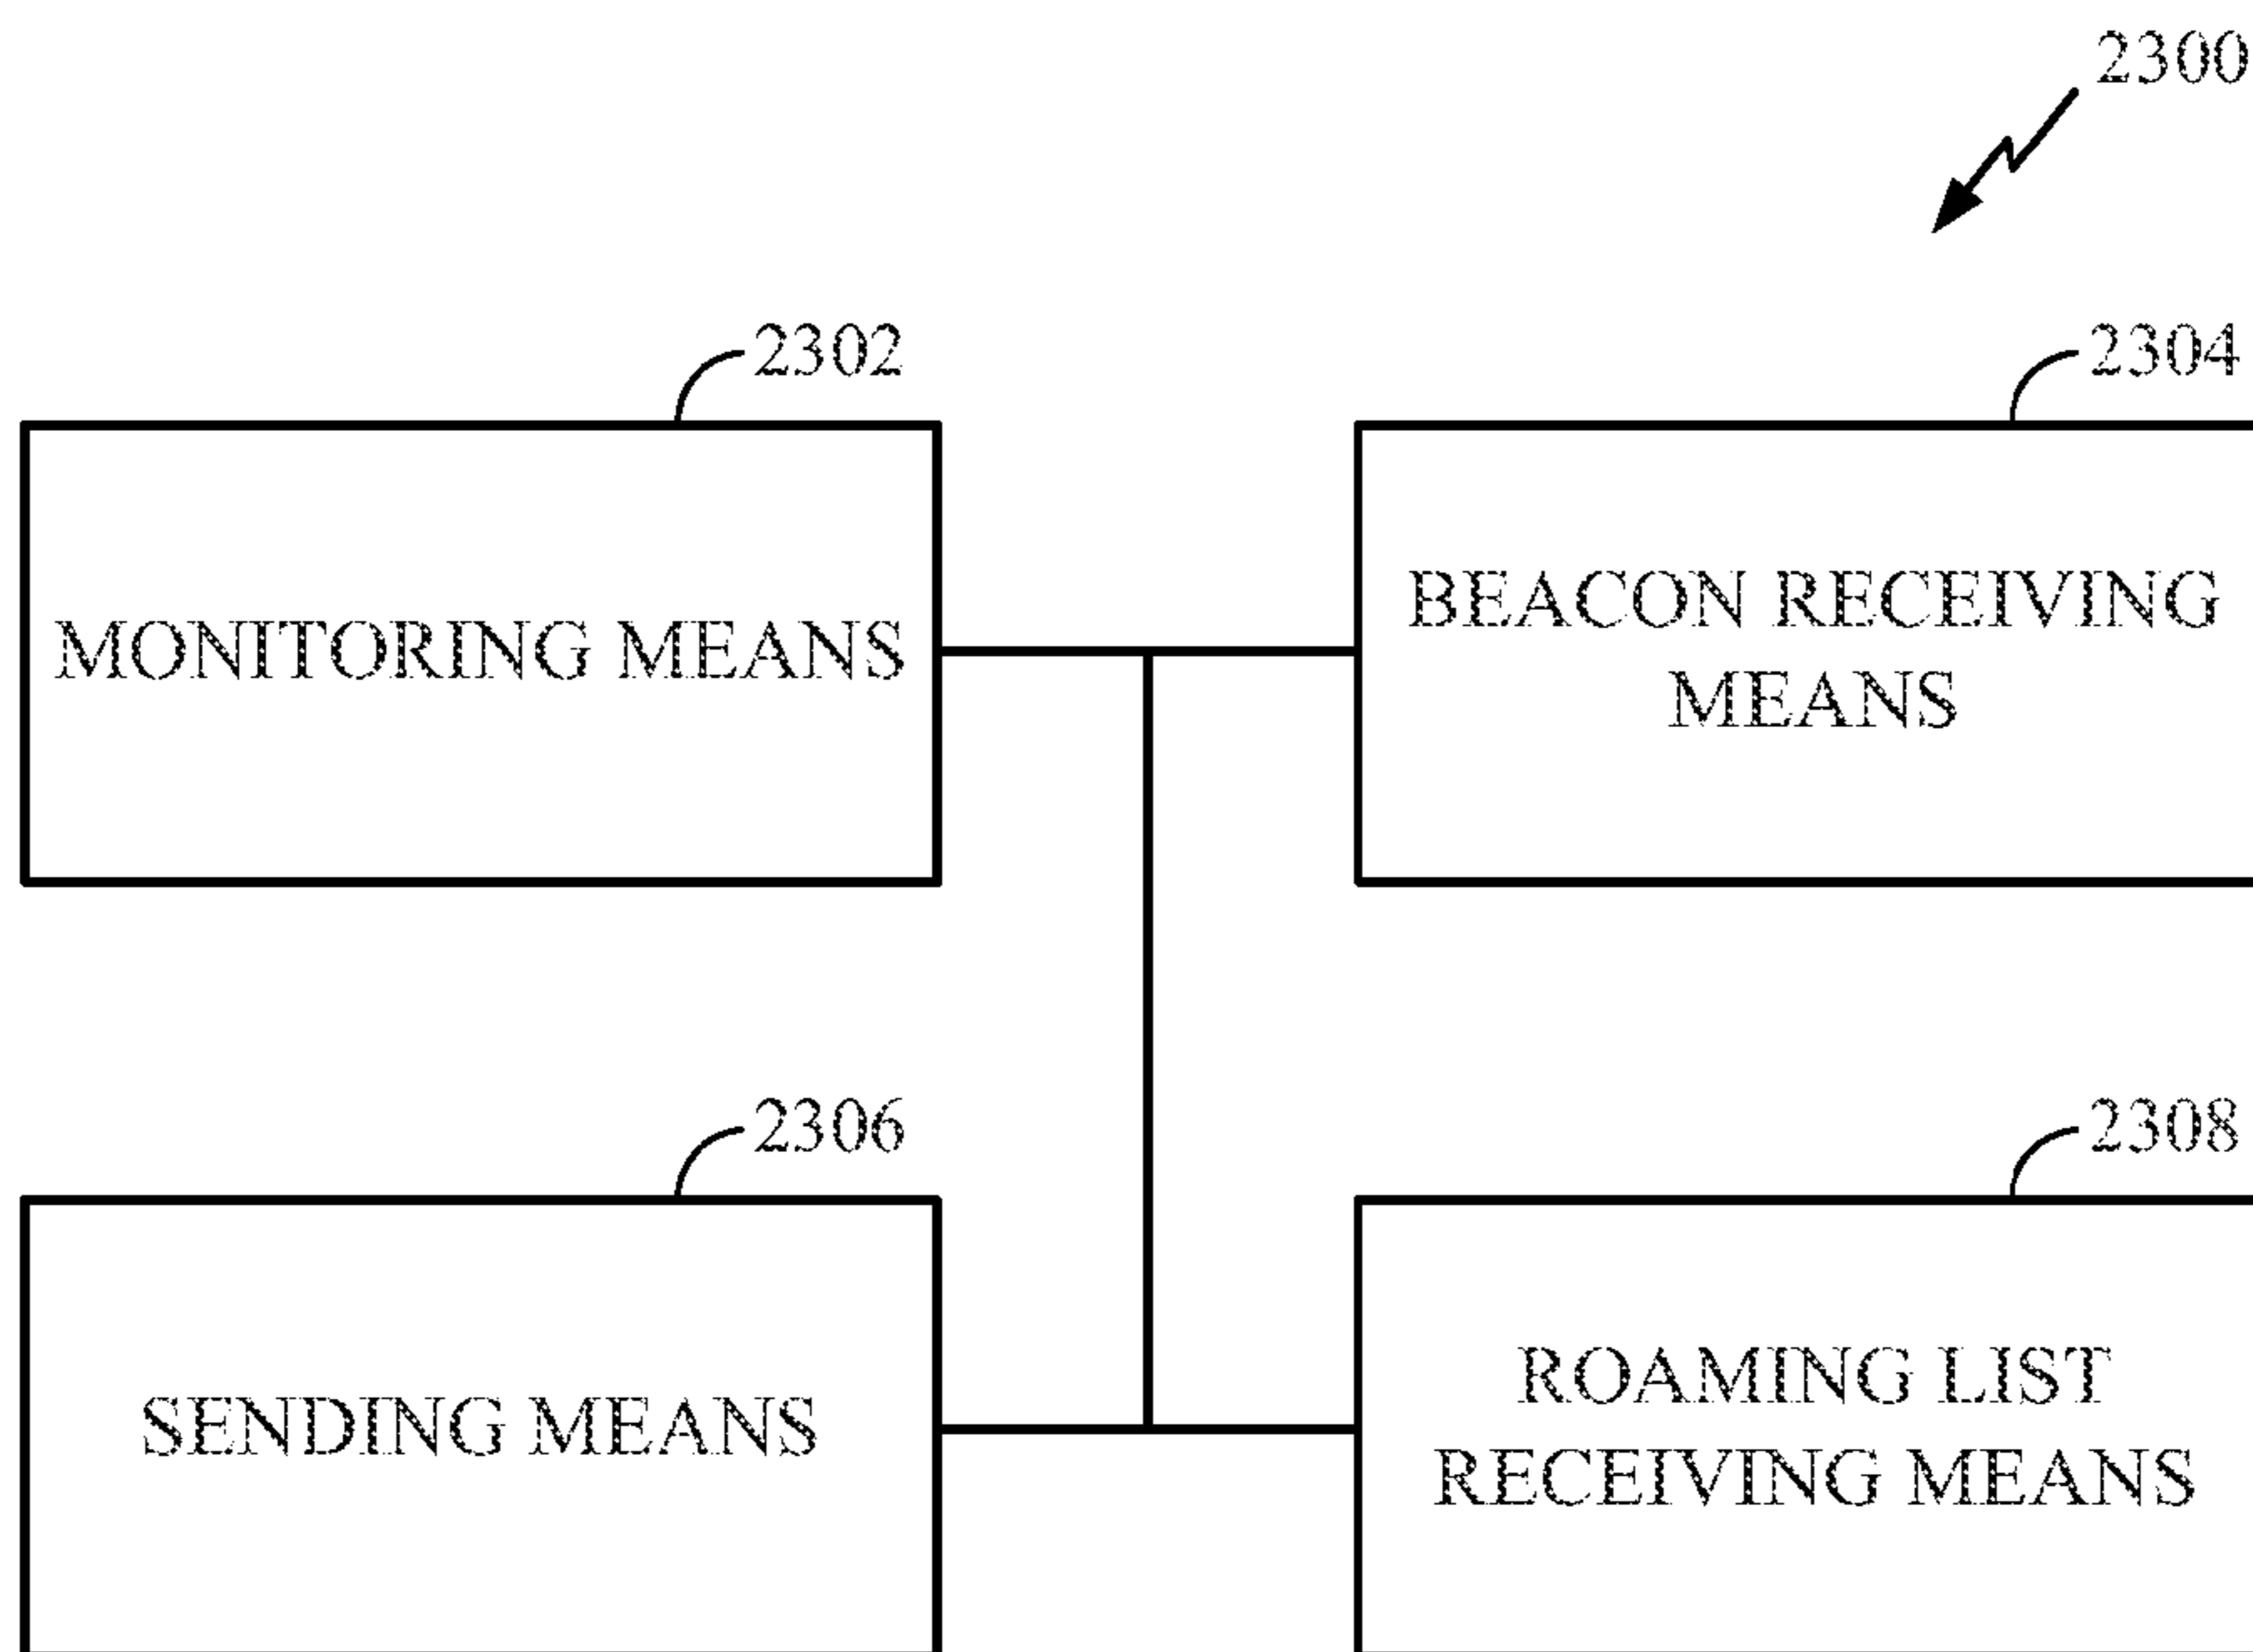 2300
2302
2304
MONITORING MEANS
BEACON RECEIVING
MEANS
2306
2308
SENDING MEANS
ROAMING LIST
RECEIVING MEANS